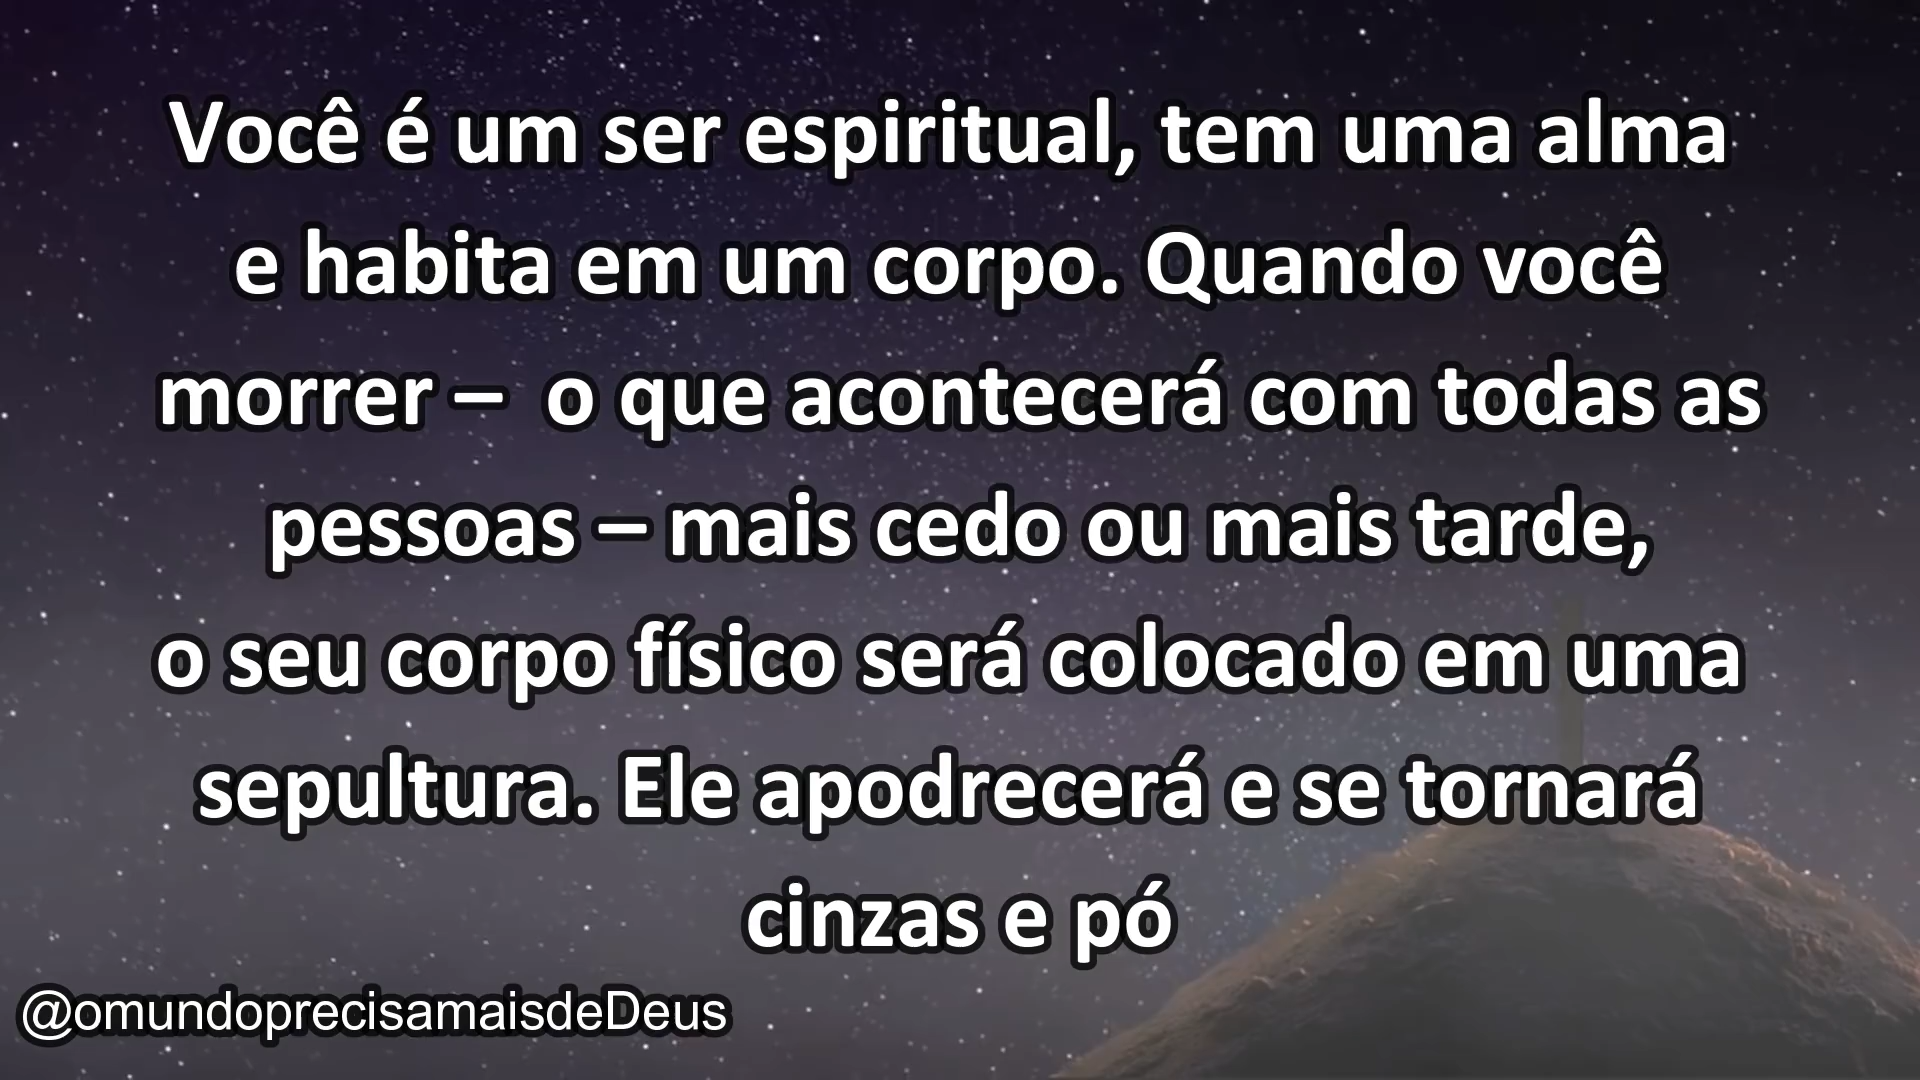 Você é um ser espiritual, tem uma alma
e habita em um corpo. Quando você
morrer – o que acontecerá com todas as
pessoas – mais cedo ou mais tarde,
o seu corpo físico será colocado em uma
sepultura. Ele apodrecerá e se tornará
cinzas e pó
@omundoprecisamaisdeDeus